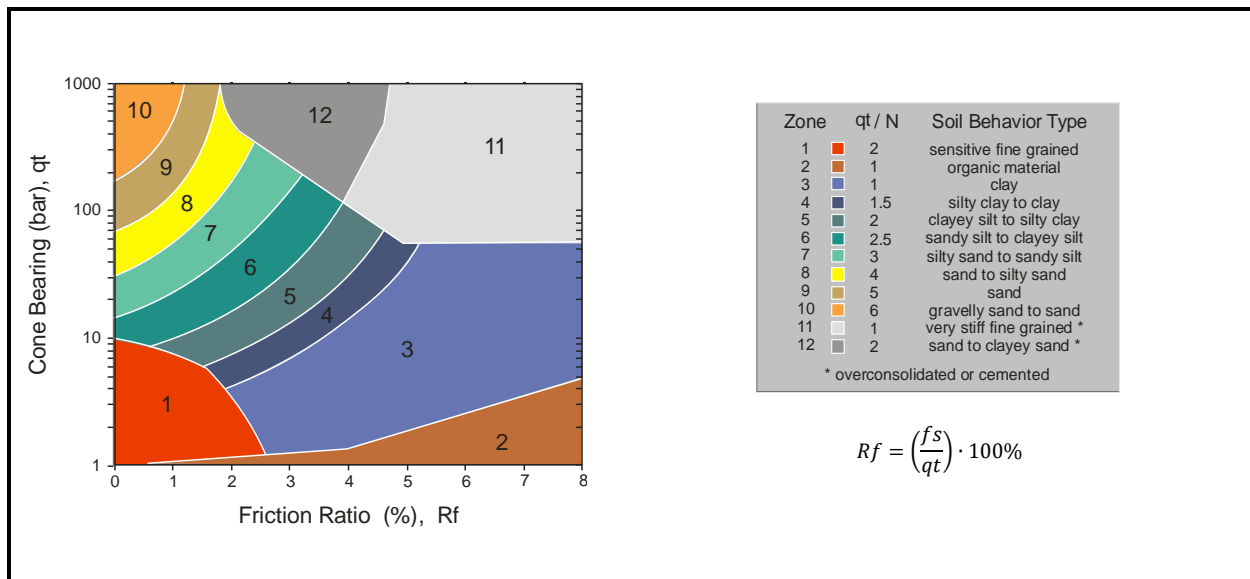 1000
100
10
1
Cone Bearing (bar), qt
10
9
8
7
6
5
4
3
12
11
1
2
0 1 2 3 4 5 6 7 8
Friction Ratio (%), Rf
Zone qt / N Soil Behavior Type
1 2 sensitive fine grained
2 1 organic material
3 1 clay
4 1.5 silty clay to clay
5 2 clayey silt to silty clay
6 2.5 sandy silt to clayey silt
7 3 silty sand to sandy silt
8 4 sand to silty sand
9 5 sand
10 6 gravelly sand to sand
11 1 very stiff fine grained *
12 2 sand to clayey sand *
* overconsolidated or cemented
Rf = (fs/qt) · 100%